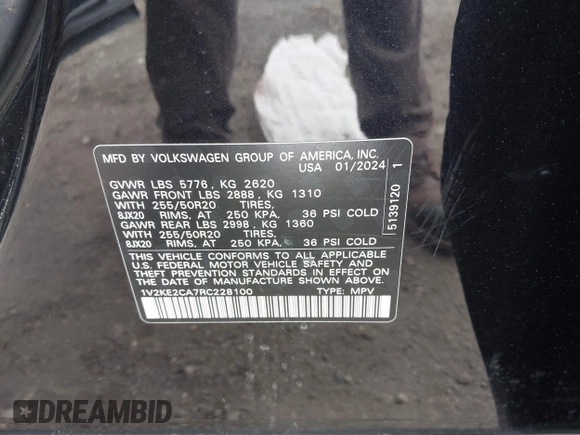 MFD BY VOLKSWAGEN GROUP OF AMERICA, INC.
USA 01/2024
GVWR LBS 5776, KG 2620
GAWR FRONT LBS 2888, KG 1310
WITH 255/50R20 TIRES,
8JX20 RIMS, AT 250 KPA, 36 PSI COLD
GAWR REAR LBS 2998, KG 1360
WITH 255/50R20 TIRES,
8JX20 RIMS, AT 250 KPA, 36 PSI COLD
THIS VEHICLE CONFORMS TO ALL APPLICABLE
U.S. FEDERAL MOTOR VEHICLE SAFETY AND
THEFT PREVENTION STANDARDS IN EFFECT ON
THE DATE OF MANUFACTURE SHOWN ABOVE.
1V2KE2CA7RC228100 TYPE: MPV
5139120 1
DREAMBID